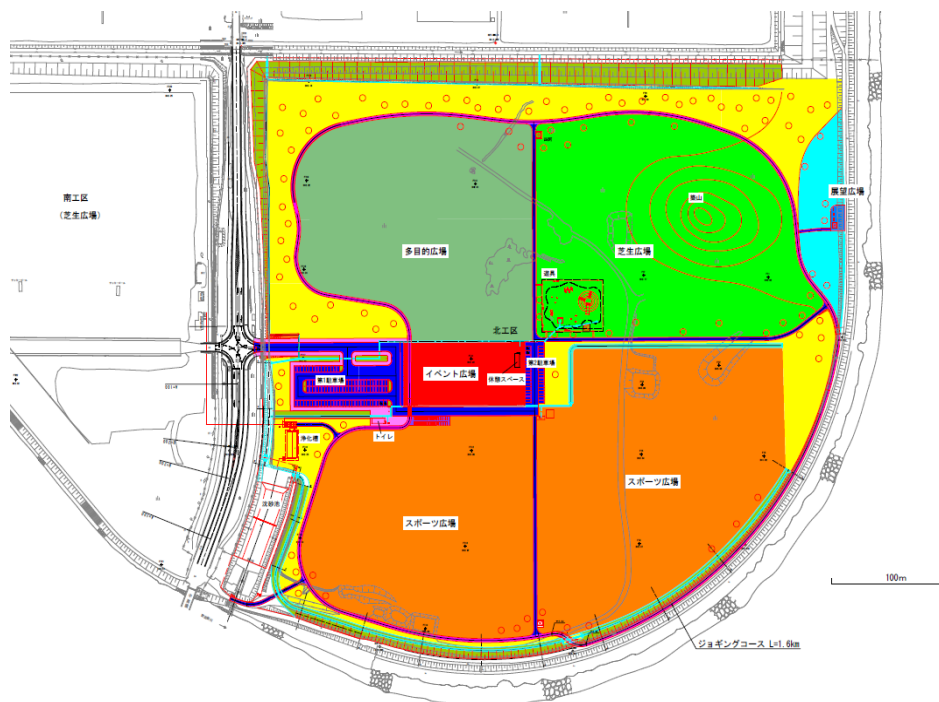 南工区
(芝生広場)
展望広場
築山
多目的広場
芝生広場
遊具
北工区
イベント広場
第2駐車場
第1駐車場
休憩スペース
トイレ
浄化槽
沈砂池
スポーツ広場
スポーツ広場
100m
ジョギングコース L=1.6km